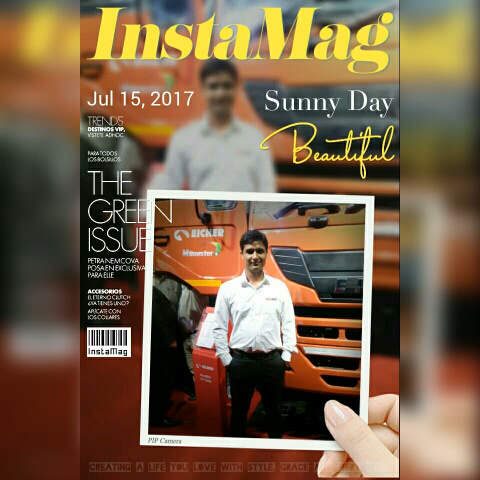 InstaMag
Jul 15, 2017
Sunny Day
Beautiful
TRENDS
DESTINOS VIP,
VISTETE ADHOC
PARA TODOS
LOS BOLSILLOS
THE
GREEN
ISSUE
PETRA NEMCOVA
POSA EN EXCLUSIVA
PARA ELLE
ACCESORIOS
EL ETERNO CLUTCH
¿YA TIENES UNO?
APÍCATE CON
LOS COLLARES
InstaMag
EICHER
PIP Camera
CREATING A LIFE YOU LOVE WITH STYLE, GRACE